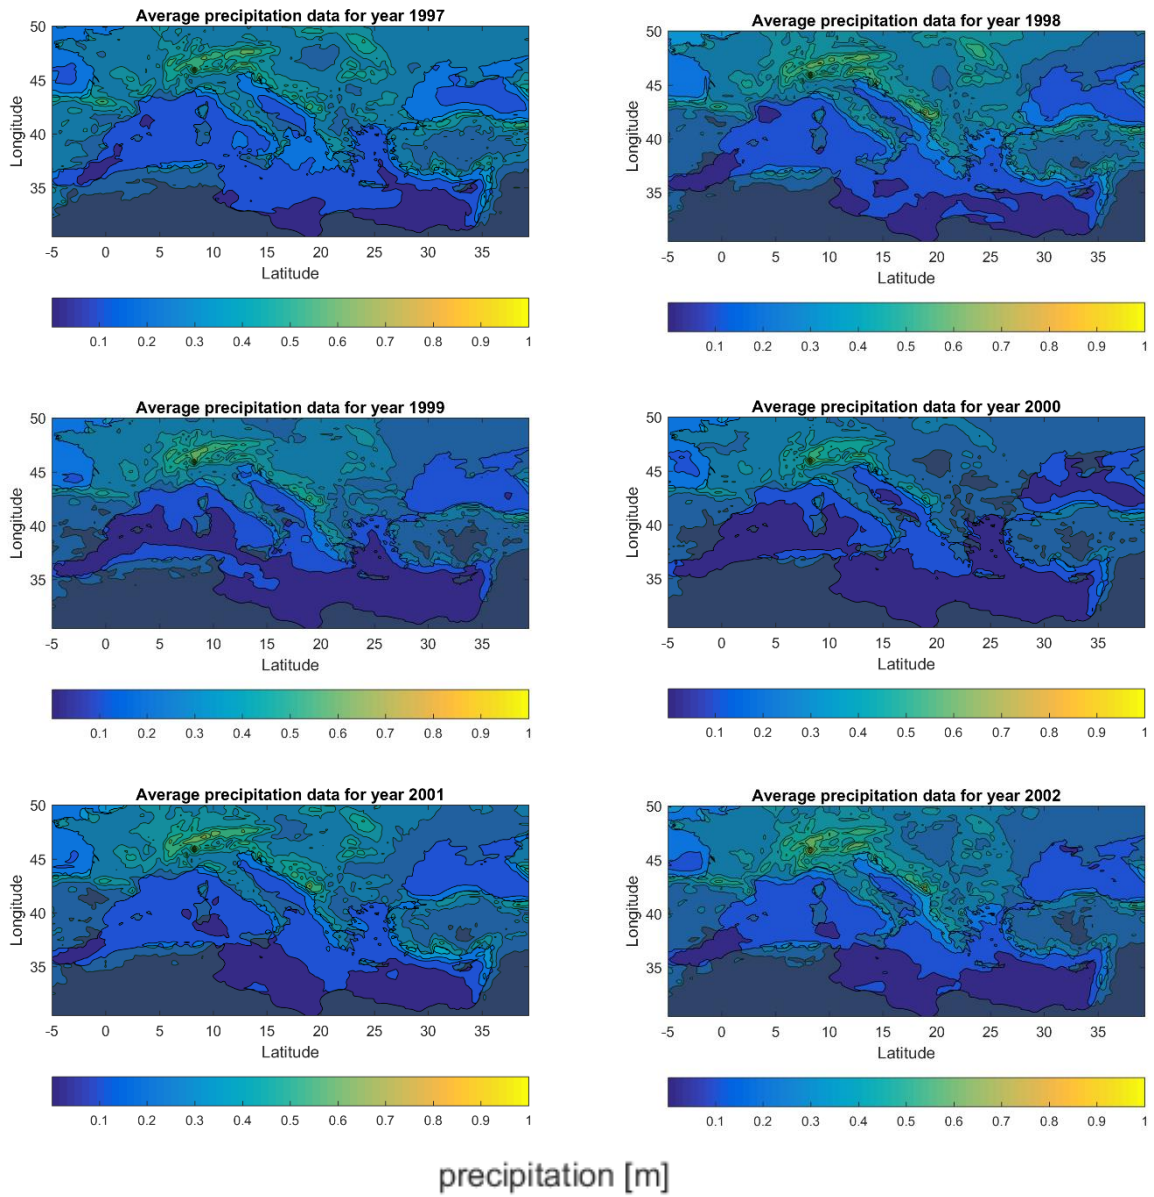 Average precipitation data for year 1997
50
45
40
35
Longitude
-5 0 5 10 15 20 25 30 35
Latitude
0.1 0.2 0.3 0.4 0.5 0.6 0.7 0.8 0.9 1
Average precipitation data for year 1998
50
45
40
35
Longitude
-5 0 5 10 15 20 25 30 35
Latitude
0.1 0.2 0.3 0.4 0.5 0.6 0.7 0.8 0.9 1
Average precipitation data for year 1999
50
45
40
35
Longitude
-5 0 5 10 15 20 25 30 35
Latitude
0.1 0.2 0.3 0.4 0.5 0.6 0.7 0.8 0.9 1
Average precipitation data for year 2000
50
45
40
35
Longitude
-5 0 5 10 15 20 25 30 35
Latitude
0.1 0.2 0.3 0.4 0.5 0.6 0.7 0.8 0.9 1
Average precipitation data for year 2001
50
45
40
35
Longitude
-5 0 5 10 15 20 25 30 35
Latitude
0.1 0.2 0.3 0.4 0.5 0.6 0.7 0.8 0.9 1
Average precipitation data for year 2002
50
45
40
35
Longitude
-5 0 5 10 15 20 25 30 35
Latitude
0.1 0.2 0.3 0.4 0.5 0.6 0.7 0.8 0.9 1
precipitation [m]